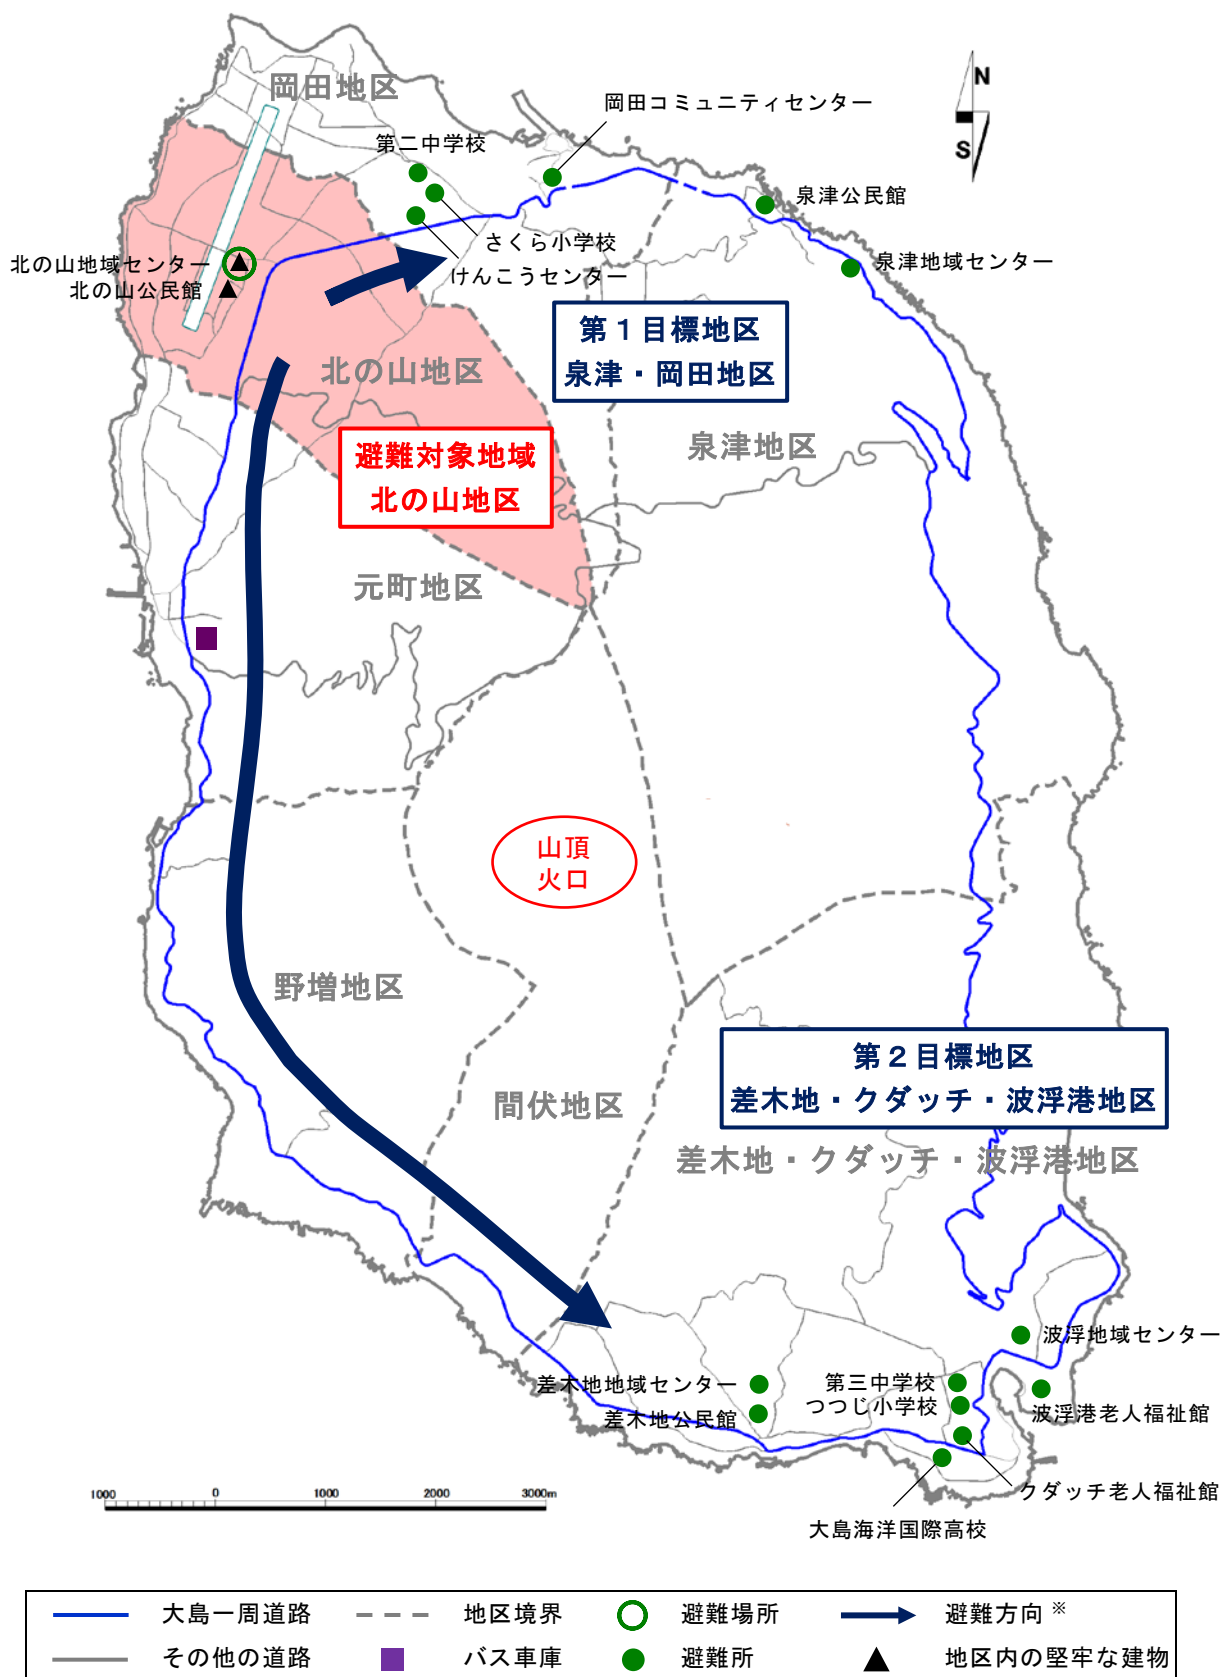 岡田地区
N
S
岡田コミュニティセンター
第二中学校
泉津公民館
さくら小学校
けんこうセンター
泉津地域センター
北の山地域センター
北の山公民館
第１目標地区
泉津・岡田地区
北の山地区
泉津地区
避難対象地域
北の山地区
元町地区
山頂
火口
野増地区
間伏地区
第２目標地区
差木地・クダッチ・波浮港地区
差木地・クダッチ・波浮港地区
波浮地域センター
差木地地域センター
第三中学校
つつじ小学校
差木地公民館
波浮港老人福祉館
クダッチ老人福祉館
大島海洋国際高校
1000 0 1000 2000 3000m
大島一周道路 地区境界 避難場所 避難方向※
その他の道路 バス車庫 避難所 地区内の堅牢な建物